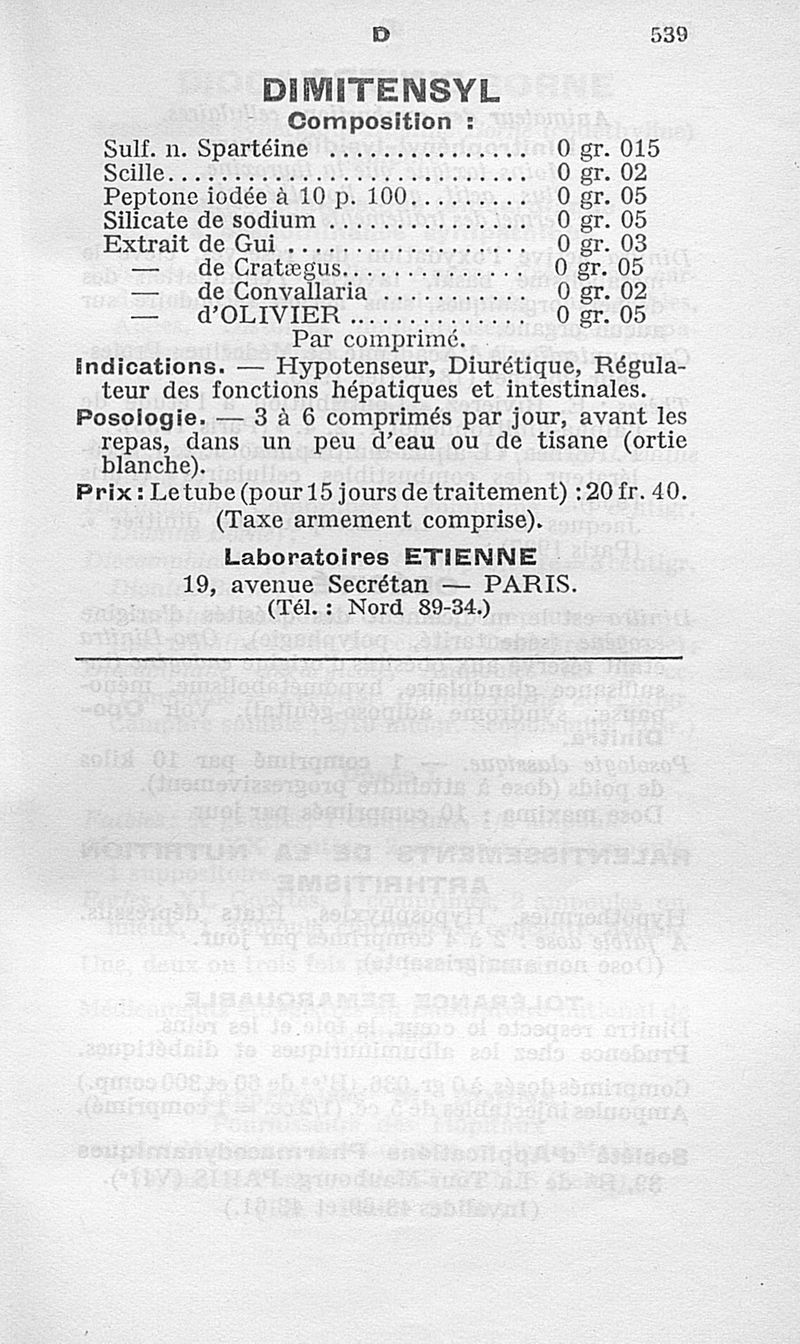 D 539
DIMITENSYL
Composition :
Sulf. n. Spartéine ................ 0 gr. 015
Scille........................... 0 gr. 02
Peptone iodée à 10 p. 100......... 0 gr. 05
Silicate de sodium ............... 0 gr. 05
Extrait de Gui .................. 0 gr. 03
— de Cratægus.............. 0 gr. 05
— de Convallaria ........... 0 gr. 02
— d'OLIVIER .............. 0 gr. 05
Par comprimé.
Indications. — Hypotenseur, Diurétique, Régula-
teur des fonctions hépatiques et intestinales.
Posologie. — 3 à 6 comprimés par jour, avant les
repas, dans un peu d'eau ou de tisane (ortie
blanche).
Prix : Le tube (pour 15 jours de traitement) : 20 fr. 40.
(Taxe armement comprise).
Laboratoires ETIENNE
19, avenue Secrétan — PARIS.
(Tél. : Nord 89-34.)